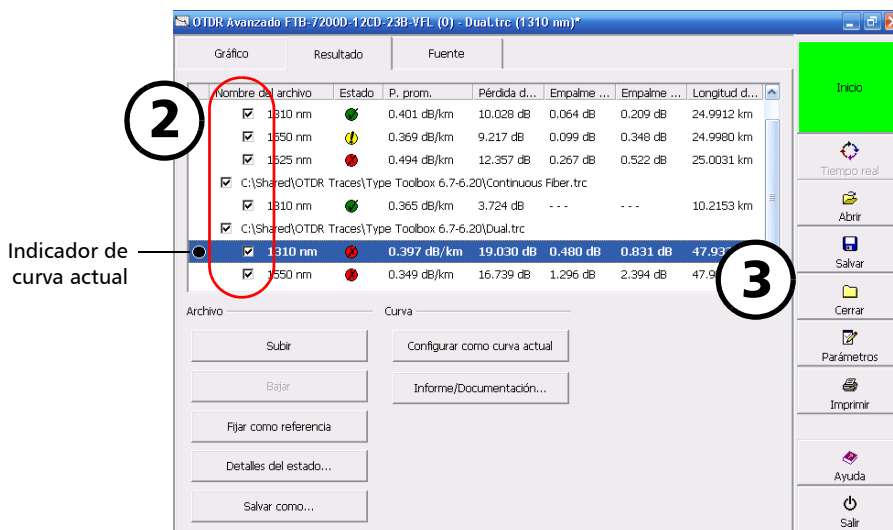 OTDR Avanzado FTB-7200D-12CD-23B-VFL (0) - Dual.trc (1310 nm)*
Gráfico Resultado Fuente
Nombre del archivo Estado P. prom. Pérdida d... Empalme ... Empalme ... Longitud d...
1310 nm 0.401 dB/km 10.028 dB 0.064 dB 0.209 dB 24.9912 km
1550 nm 0.369 dB/km 9.217 dB 0.099 dB 0.348 dB 24.9980 km
1625 nm 0.494 dB/km 12.357 dB 0.267 dB 0.522 dB 25.0031 km
C:\Shared\OTDR Traces\Type Toolbox 6.7-6.20\Continuous Fiber.trc
1310 nm 0.365 dB/km 3.724 dB --- --- 10.2153 km
C:\Shared\OTDR Traces\Type Toolbox 6.7-6.20\Dual.trc
1310 nm 0.397 dB/km 19.030 dB 0.480 dB 0.831 dB
1550 nm 0.349 dB/km 16.739 dB 1.296 dB 2.394 dB
2
3
Indicador de
curva actual
Archivo
Subir
Bajar
Fijar como referencia
Detalles del estado...
Salvar como...
Curva
Configurar como curva actual
Informe/Documentación...
Inicio
Tiempo real
Abrir
Salvar
Cerrar
Parámetros
Imprimir
Ayuda
Salir